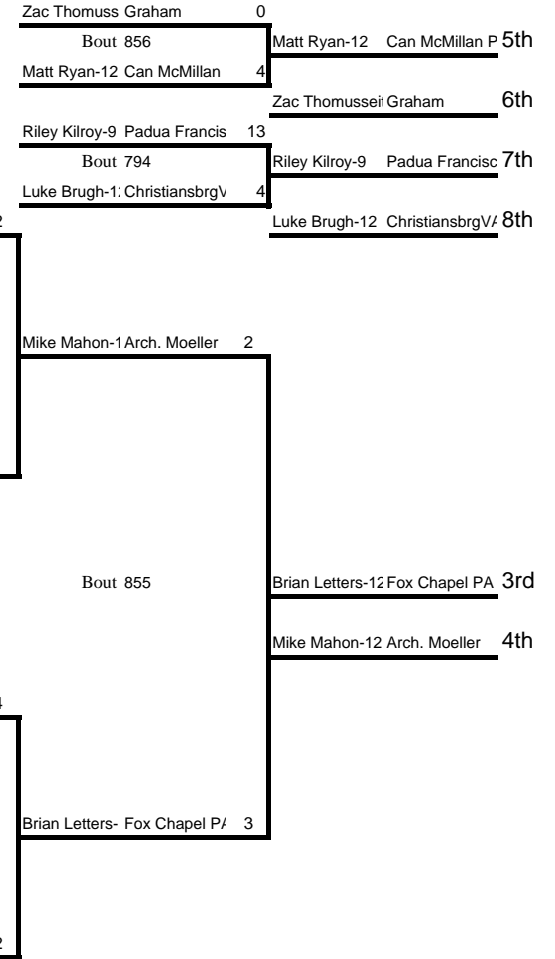 Zac Thomuss Graham 0
Bout 856
Matt Ryan-12 Can McMillan P 5th
Matt Ryan-12 Can McMillan 4
Zac Thomussei Graham 6th
Riley Kilroy-9 Padua Francis 13
Bout 794
Riley Kilroy-9 Padua Francisc 7th
Luke Brugh-1 ChristiansbrgV 4
Luke Brugh-12 ChristiansbrgVA 8th
2
Mike Mahon-1 Arch. Moeller 2
Bout 855
Brian Letters-12 Fox Chapel PA 3rd
Mike Mahon-12 Arch. Moeller 4th
4
Brian Letters- Fox Chapel PA 3
2